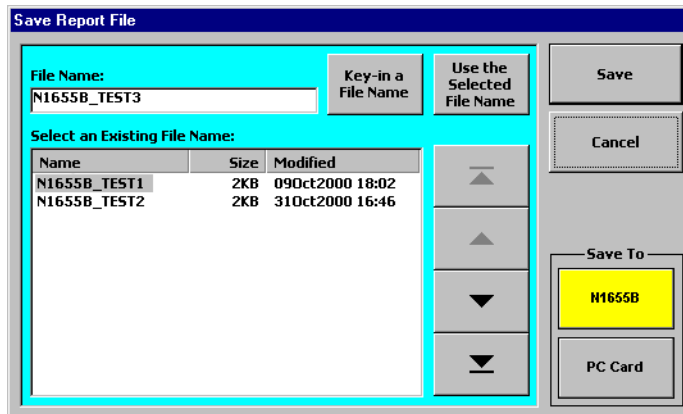 Save Report File
File Name:
N1655B_TEST3
Key-in a
File Name
Use the
Selected
File Name
Save
Cancel
Select an Existing File Name:
Name Size Modified
N1655B_TEST1 2KB 09Oct2000 18:02
N1655B_TEST2 2KB 31Oct2000 16:46
Save To
N1655B
PC Card